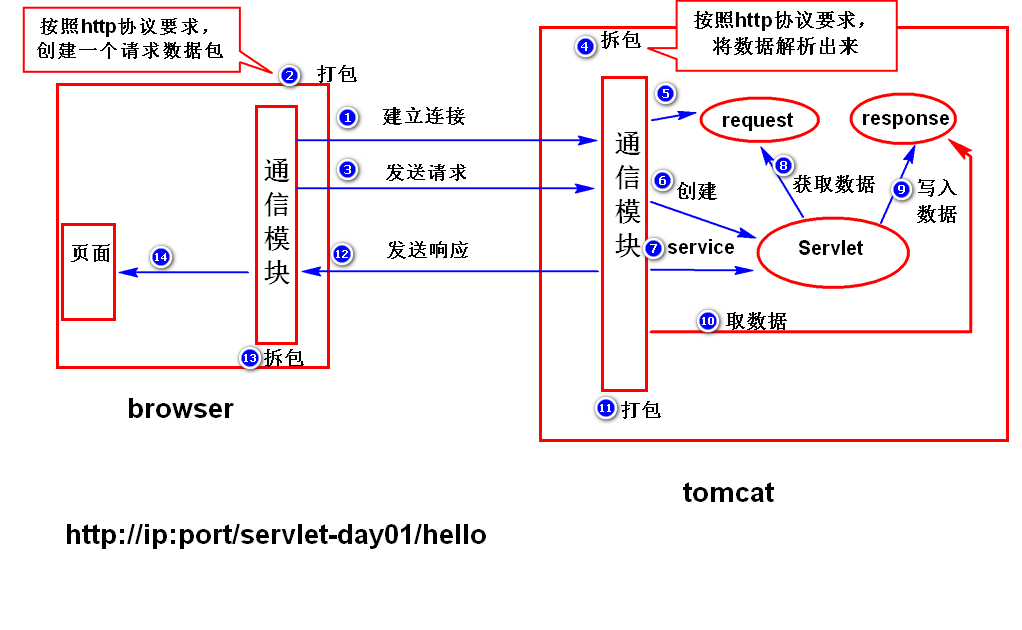 按照http协议要求，
创建一个请求数据包
2 打包
按照http协议要求，
将数据解析出来
4 拆包
1 建立连接
3 发送请求
12 发送响应
通信模块
页面
14
13 拆包
browser
通信模块
5
request
response
6 创建
8 获取数据
9 写入
数据
7 service
Servlet
10 取数据
11 打包
tomcat
http://ip:port/servlet-day01/hello